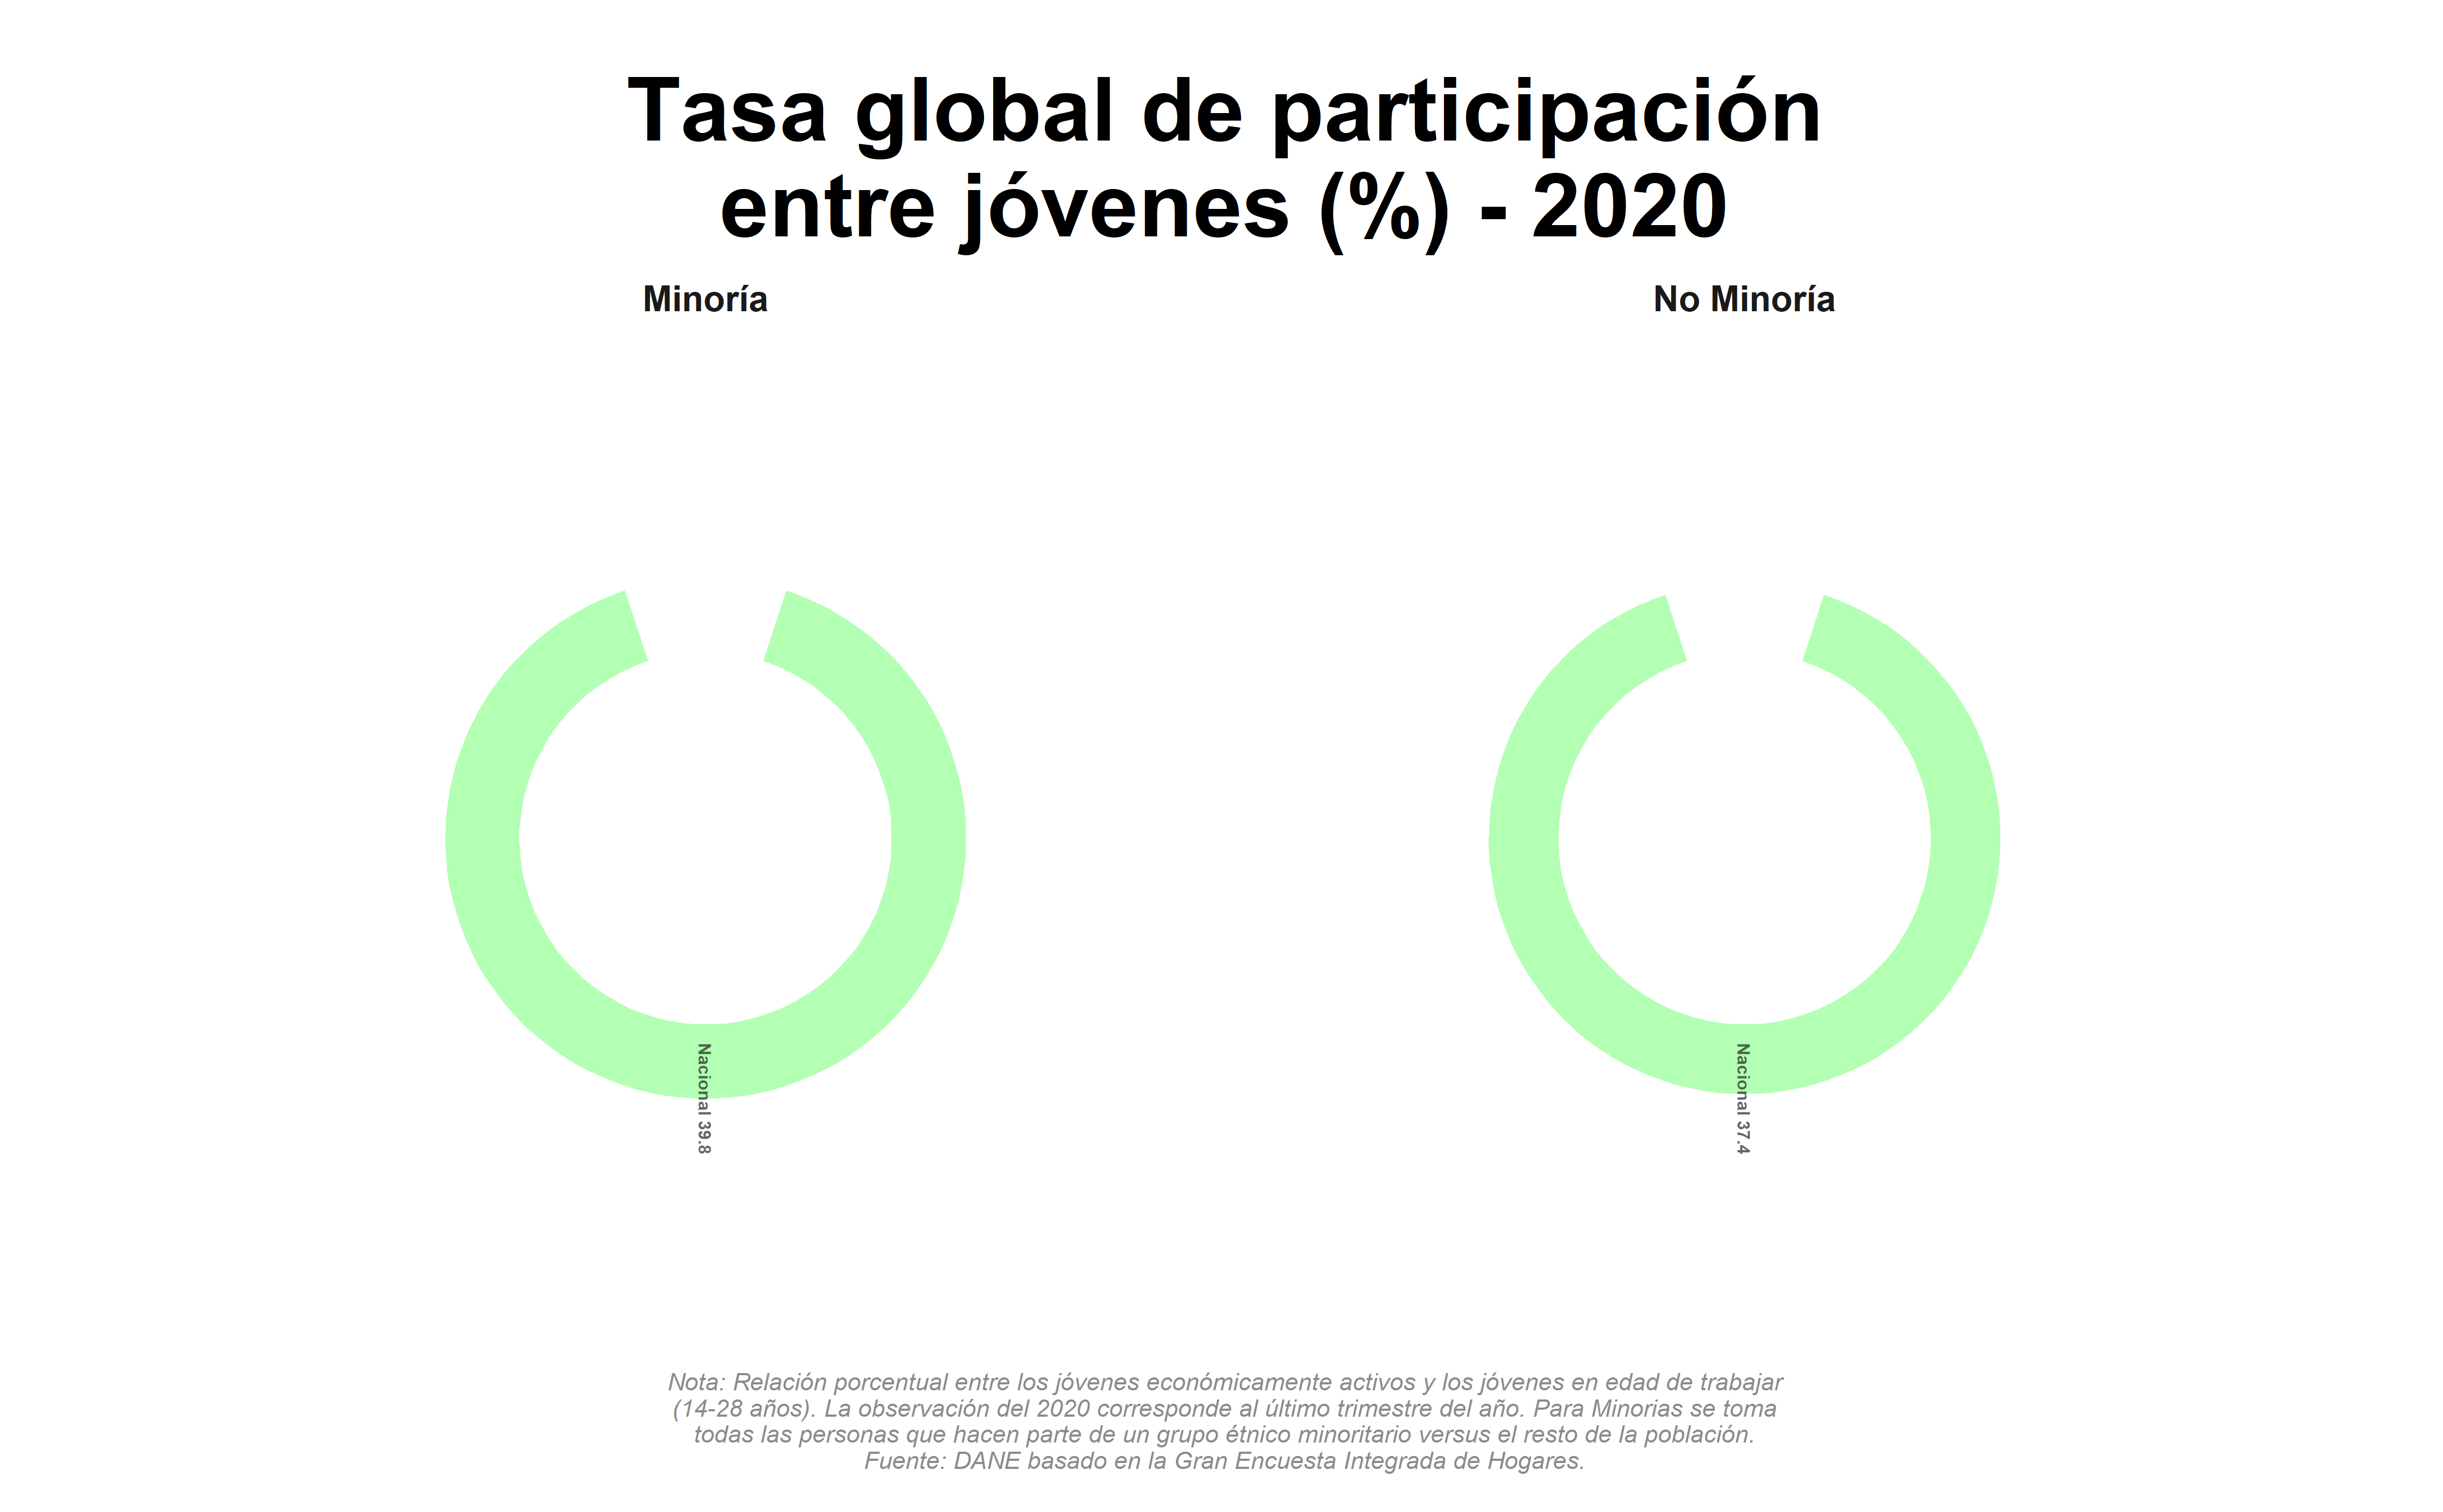 Tasa global de participación
entre jóvenes (%) - 2020
Minoría
No Minoría
Nacional 39.8
Nacional 37.4
Nota: Relación porcentual entre los jóvenes económicamente activos y los jóvenes en edad de trabajar
(14-28 años). La observación del 2020 corresponde al último trimestre del año. Para Minorias se toma
todas las personas que hacen parte de un grupo étnico minoritario versus el resto de la población.
Fuente: DANE basado en la Gran Encuesta Integrada de Hogares.